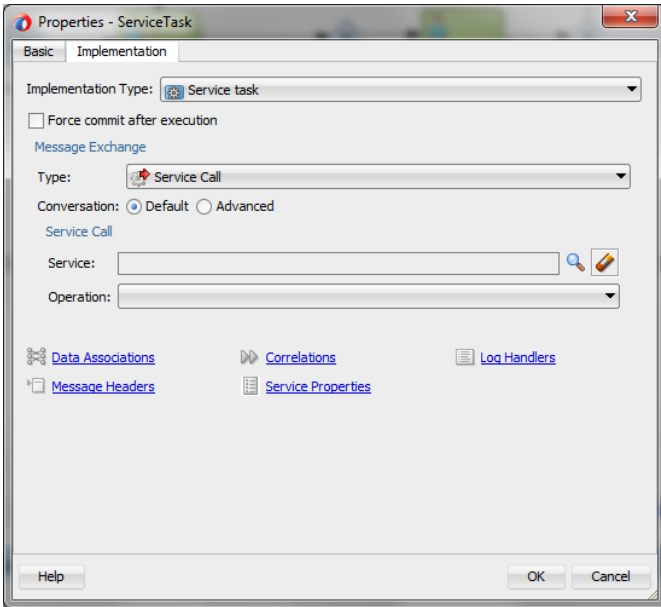 Properties - ServiceTask
Basic Implementation
Implementation Type: Service task
Force commit after execution
Message Exchange
Type: Service Call
Conversation: Default Advanced
Service Call
Service:
Operation:
Data Associations Correlations Log Handlers
Message Headers Service Properties
Help OK Cancel